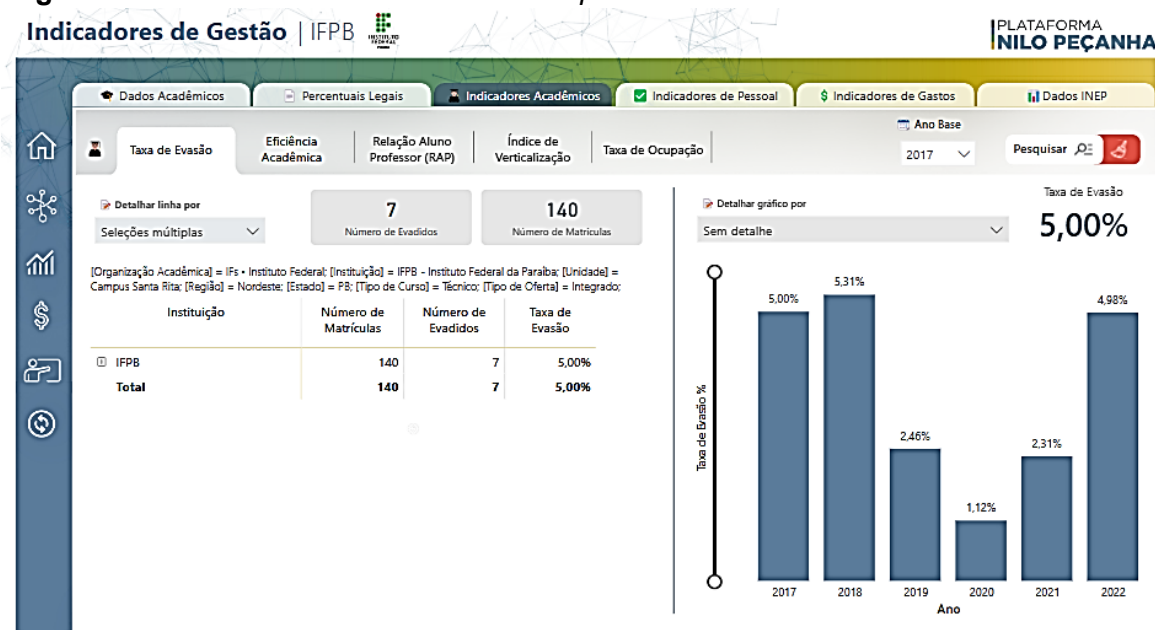 Indicadores de Gestão | IFPB
INSTITUTO
FEDERAL
PLATAFORMA
NILO PEÇANHA
Dados Acadêmicos
Percentuais Legais
Indicadores Acadêmicos
Indicadores de Pessoal
$ Indicadores de Gastos
Dados INEP
Taxa de Evasão
Eficiência
Acadêmica
Relação Aluno
Professor (RAP)
Índice de
Verticalização
Taxa de Ocupação
Ano Base
2017
Pesquisar
Detalhar linha por
Seleções múltiplas
7
Número de Evadidos
140
Número de Matrículas
[Organização Acadêmica] = IFs • Instituto Federal; [Instituição] = IFPB - Instituto Federal da Paraíba; [Unidade] =
Campus Santa Rita; [Região] = Nordeste; [Estado] = PB; [Tipo de Curso] = Técnico; [Tipo de Oferta] = Integrado;
Instituição Número de Matrículas Número de Evadidos Taxa de Evasão
IFPB 140 7 5,00%
Total 140 7 5,00%
Detalhar gráfico por
Sem detalhe
Taxa de Evasão
5,00%
Taxa de Evasão %
5,00% 5,31% 2,46% 1,12% 2,31% 4,98%
2017 2018 2019 2020 2021 2022
Ano